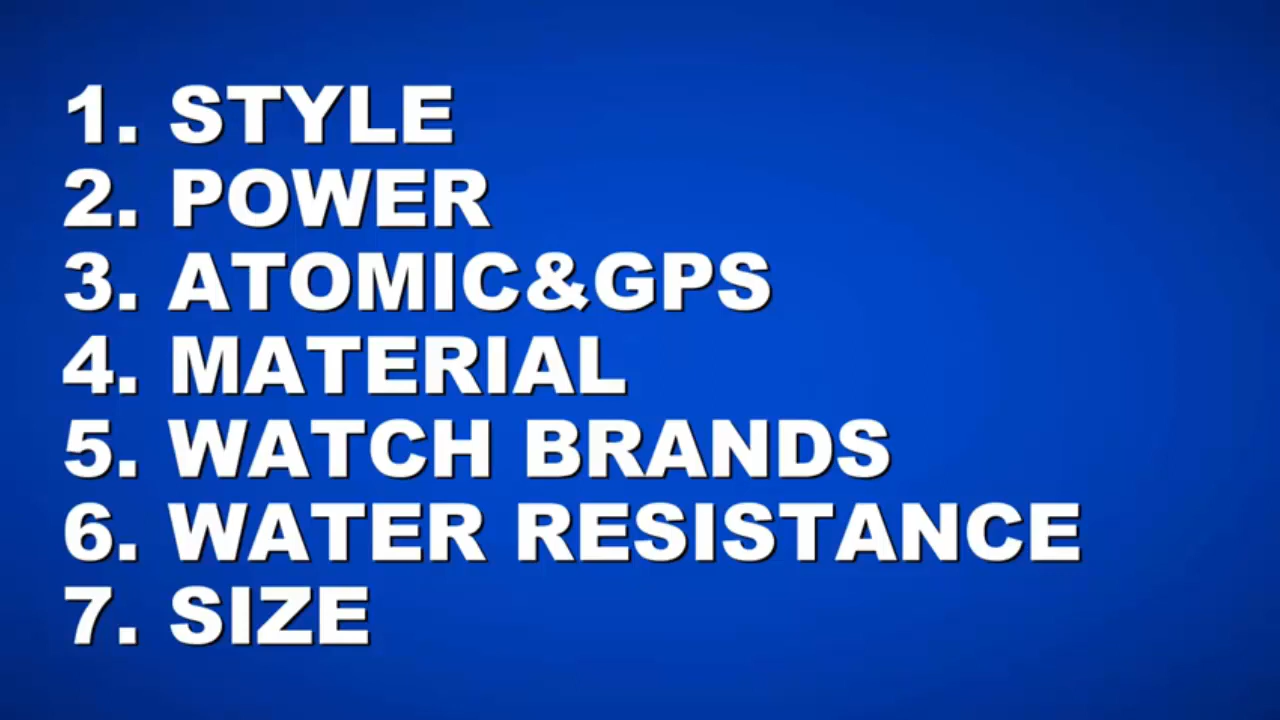 1. STYLE
2. POWER
3. ATOMIC&GPS
4. MATERIAL
5. WATCH BRANDS
6. WATER RESISTANCE
7. SIZE